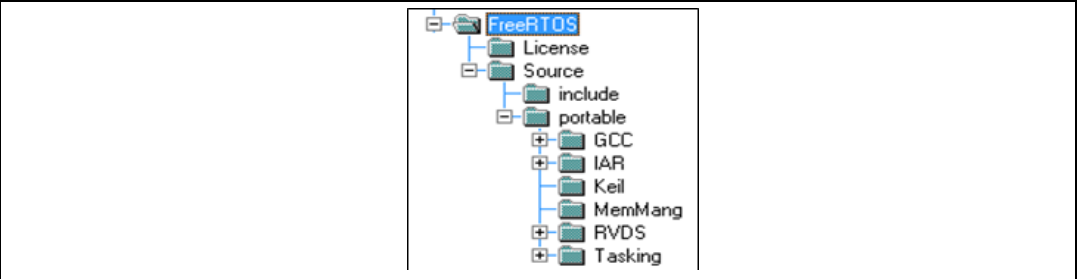 FreeRTOS
License
Source
include
portable
GCC
IAR
Keil
MemMang
RVDS
Tasking